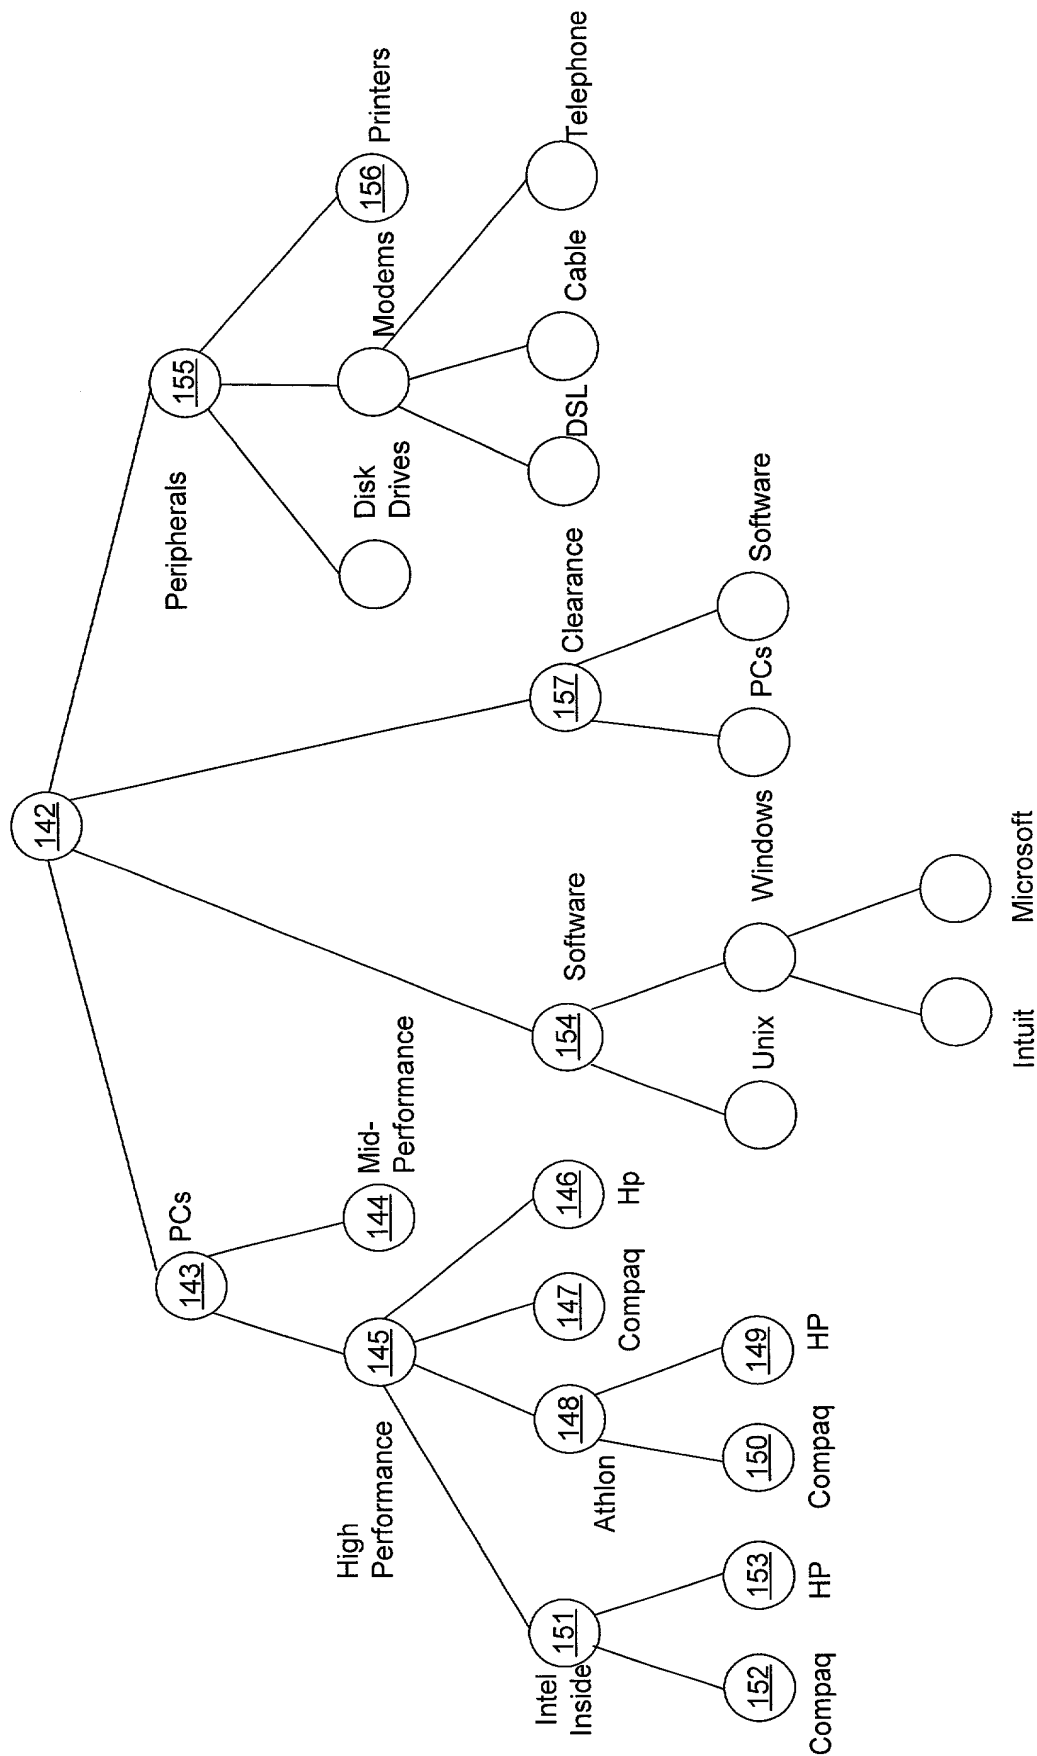 142
PCs
143
Peripherals
155
High
Performance
145
144
Mid-
Performance
Disk
Drives
Modems
156
Printers
Intel
Inside
151
Athlon
148
147
Compaq
146
Hp
154
Software
157
Clearance
DSL
Cable
Telephone
152
Compaq
153
HP
150
Compaq
149
HP
Unix
Windows
PCs
Software
Intuit
Microsoft